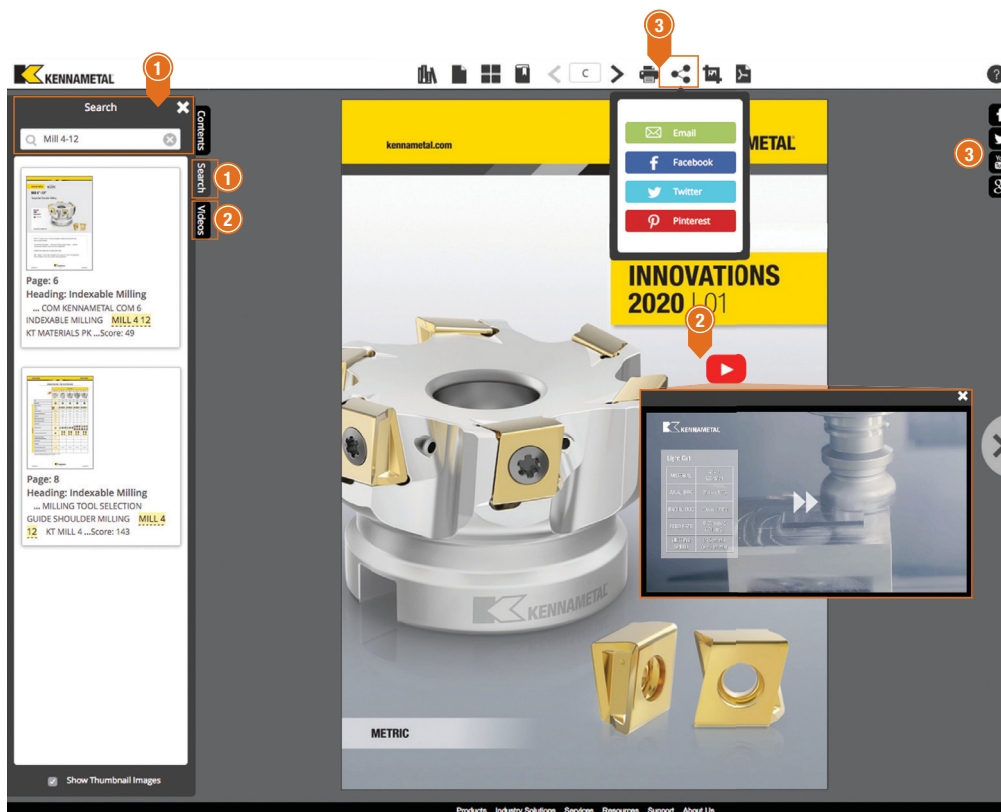 3
KENNAMETAL
1
C
?
Search
Mill 4-12
Contents
Search
1
Videos
2
Page: 6
Heading: Indexable Milling
... COM KENNAMETAL COM 6
INDEXABLE MILLING MILL 4 12
KT MATERIALS PK ...Score: 49
Page: 8
Heading: Indexable Milling
... MILLING TOOL SELECTION
GUIDE SHOULDER MILLING MILL 4
12 KT MILL 4 ...Score: 143
Show Thumbnail Images
kennametal.com
METAL
Email
Facebook
Twitter
Pinterest
3
INNOVATIONS
2020 | 01
2
KENNAMETAL
Light Cut
KENNAMETAL
METRIC
Products Industry Solutions Services Resources Support About Us